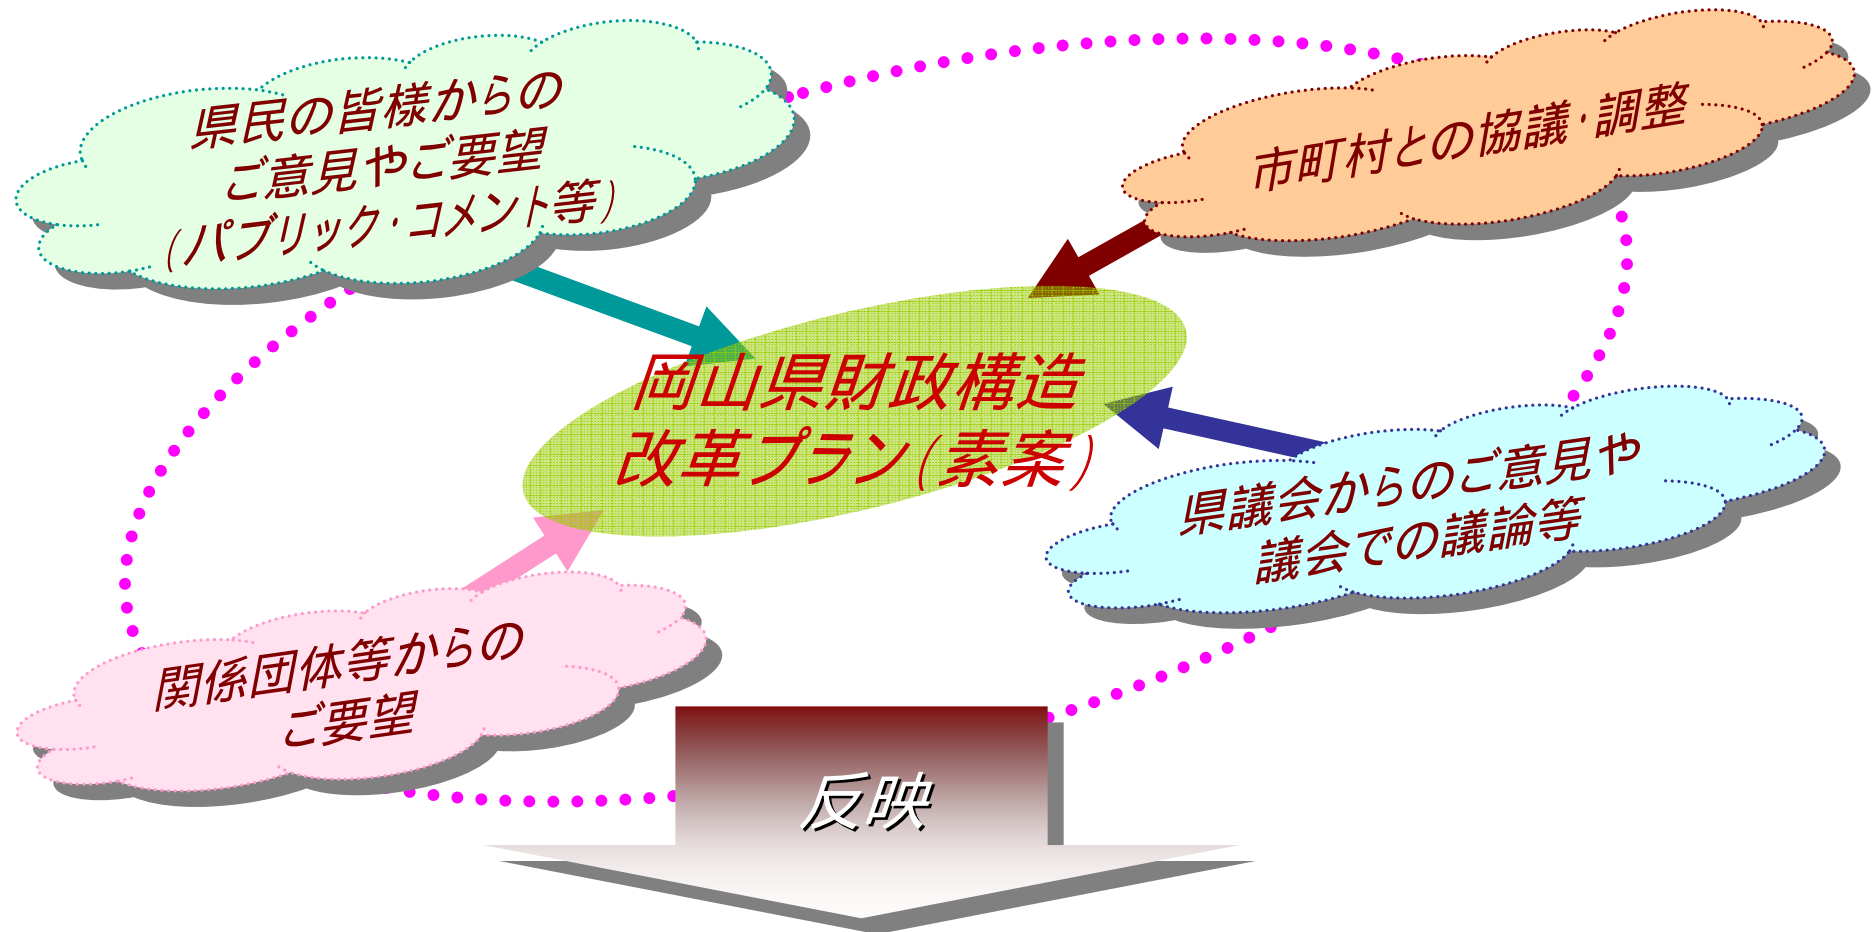 県民の皆様からの
ご意見やご要望
(パブリック・コメント等)
市町村との協議・調整
岡山県財政構造
改革プラン(素案)
県議会からのご意見や
議会での議論等
関係団体等からの
ご要望
反映